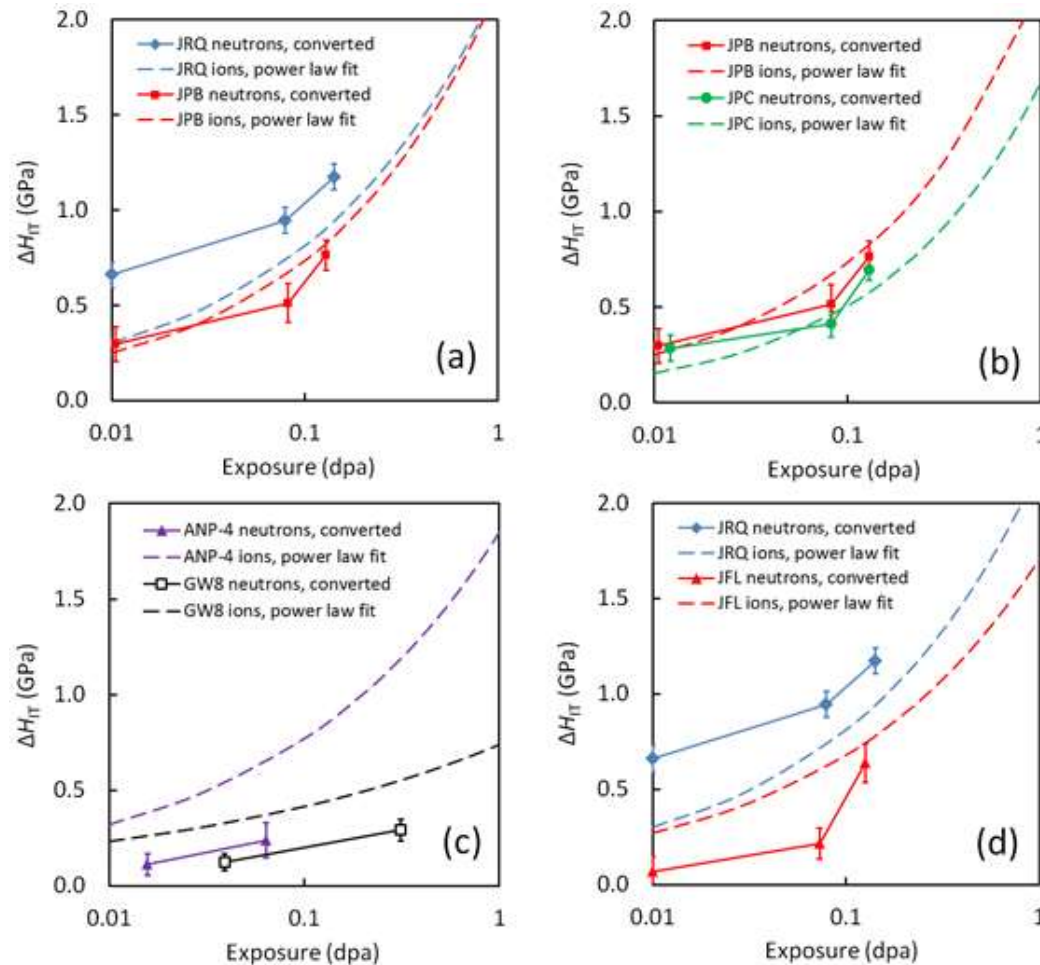 2.0
JRQ neutrons, converted
JRQ ions, power law fit
JPB neutrons, converted
JPB ions, power law fit
1.5
1.0
0.5
0.0
ΔH_IT (GPa)
(a)
0.01 0.1 1
Exposure (dpa)
2.0
JPB neutrons, converted
JPB ions, power law fit
JPC neutrons, converted
JPC ions, power law fit
1.5
1.0
0.5
0.0
ΔH_IT (GPa)
(b)
0.01 0.1 1
Exposure (dpa)
2.0
ANP-4 neutrons, converted
ANP-4 ions, power law fit
GW8 neutrons, converted
GW8 ions, power law fit
1.5
1.0
0.5
0.0
ΔH_IT (GPa)
(c)
0.01 0.1 1
Exposure (dpa)
2.0
JRQ neutrons, converted
JRQ ions, power law fit
JFL neutrons, converted
JFL ions, power law fit
1.5
1.0
0.5
0.0
ΔH_IT (GPa)
(d)
0.01 0.1 1
Exposure (dpa)